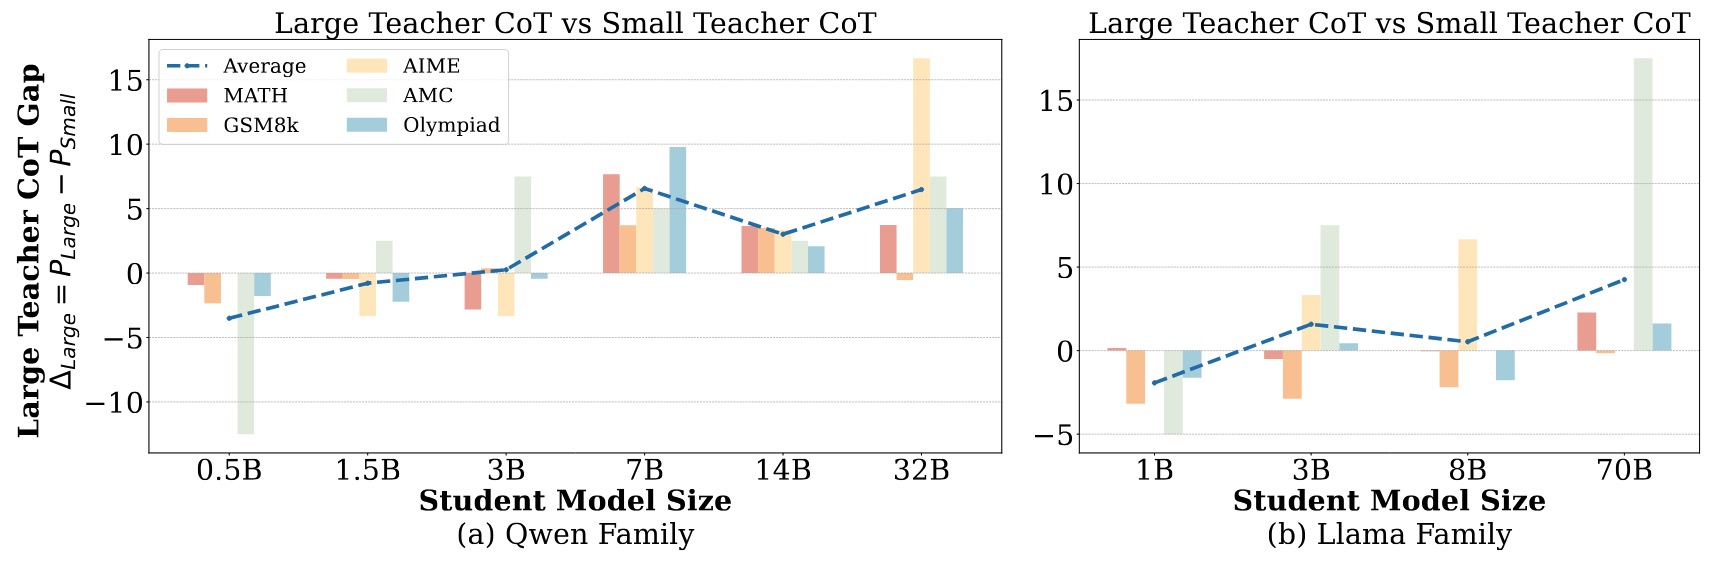 Large Teacher CoT vs Small Teacher CoT
Large Teacher CoT Gap
Δ_Large = P_Large − P_Small
15
10
5
0
−5
−10
Average
MATH
GSM8k
AIME
AMC
Olympiad
0.5B 1.5B 3B 7B 14B 32B
Student Model Size
(a) Qwen Family
Large Teacher CoT vs Small Teacher CoT
15
10
5
0
−5
1B 3B 8B 70B
Student Model Size
(b) Llama Family